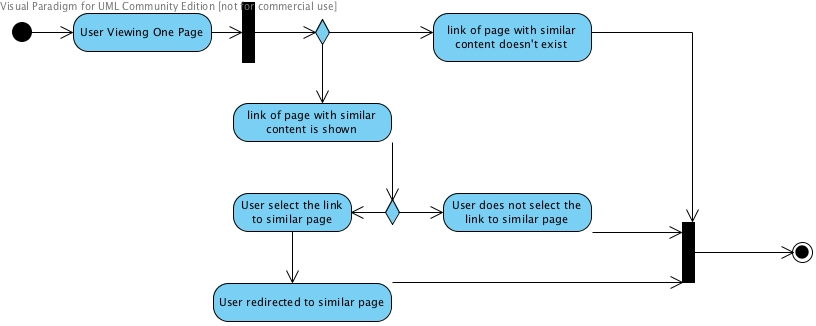 Visual Paradigm for UML Community Edition [not for commercial use]
User Viewing One Page
link of page with similar
content doesn't exist
link of page with similar
content is shown
User select the link
to similar page
User does not select the
link to similar page
User redirected to similar page